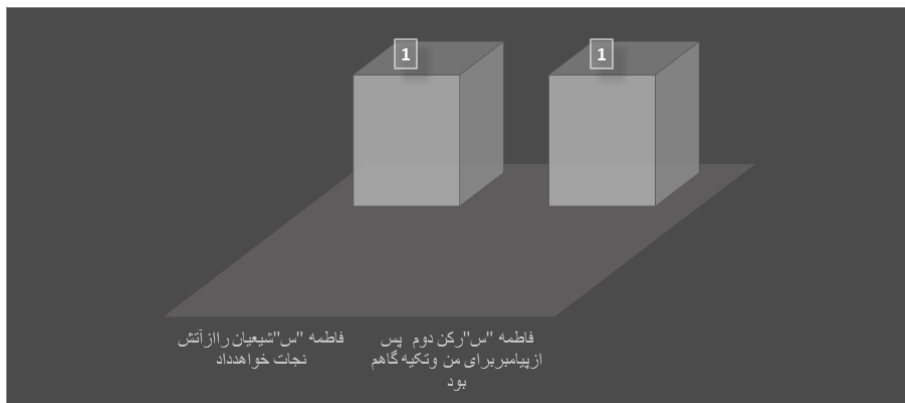 1
1
فاطمه "س"شیعیان راازآتش
نجات خواهدداد
فاطمه "س"رکن دوم  پس
ازپیامبربرای من وتکیه گاهم
بود